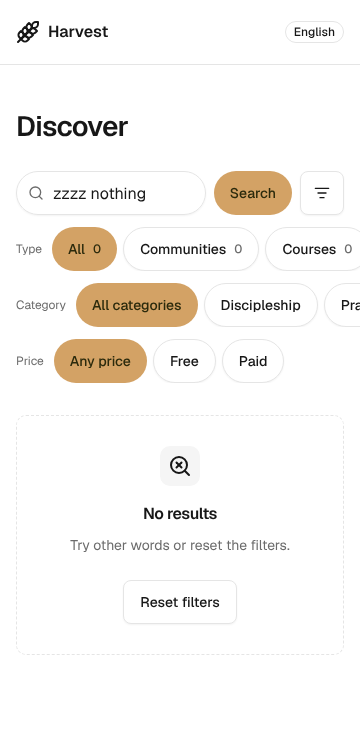 Harvest
English
Discover
zzzz nothing
Search
Type
All 0
Communities 0
Courses 0
Category
All categories
Discipleship
Price
Any price
Free
Paid
No results
Try other words or reset the filters.
Reset filters